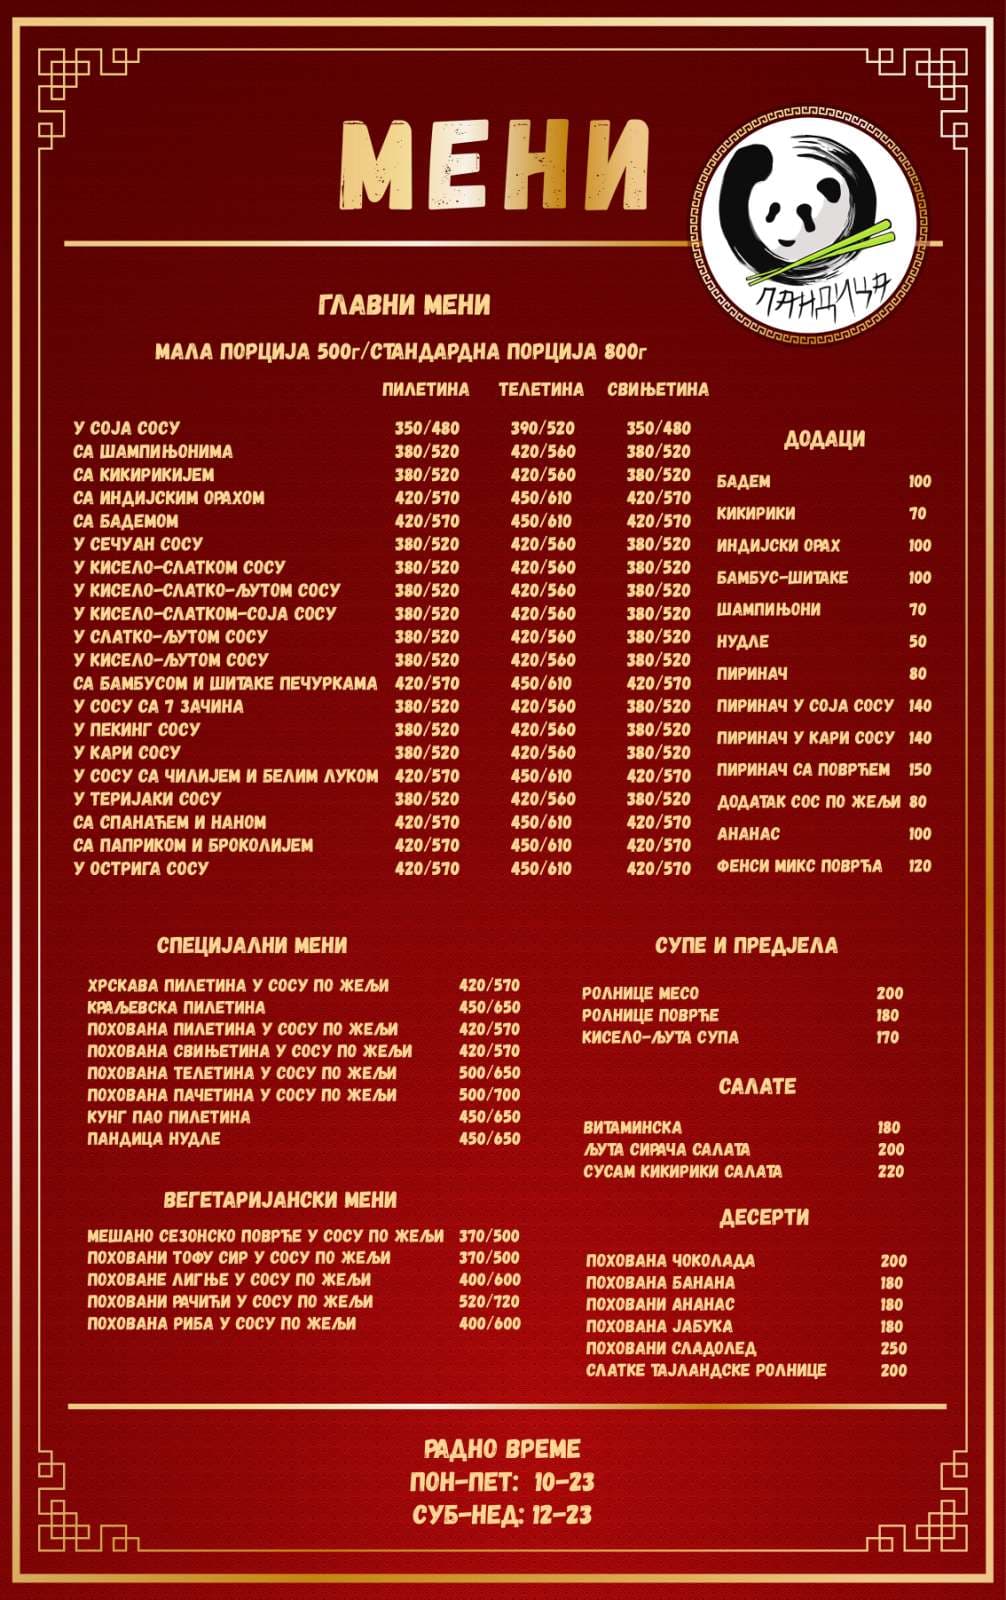 МЕНИ
ПАНДИЦА
ГЛАВНИ МЕНИ
МАЛА ПОРЦИЈА 500г/СТАНДАРДНА ПОРЦИЈА 800г
ПИЛЕТИНА ТЕЛЕТИНА СВИЊЕТИНА
У СОЈА СОСУ 350/480 390/520 350/480
СА ШАМПИЊОНИМА 380/520 420/560 380/520
СА КИКИРИКИЈЕМ 380/520 420/560 380/520
СА ИНДИЈСКИМ ОРАХОМ 420/570 450/610 420/570
СА БАДЕМОМ 420/570 450/610 420/570
У СЕЧУАН СОСУ 380/520 420/560 380/520
У КИСЕЛО-СЛАТКОМ СОСУ 380/520 420/560 380/520
У КИСЕЛО-СЛАТКО-ЉУТОМ СОСУ 380/520 420/560 380/520
У КИСЕЛО-СЛАТКОМ-СОЈА СОСУ 380/520 420/560 380/520
У СЛАТКО-ЉУТОМ СОСУ 380/520 420/560 380/520
У КИСЕЛО-ЉУТОМ СОСУ 380/520 420/560 380/520
СА БАМБУСОМ И ШИТАКЕ ПЕЧУРКАМА 420/570 450/610 420/570
У СОСУ СА 7 ЗАЧИНА 380/520 420/560 380/520
У ПЕКИНГ СОСУ 380/520 420/560 380/520
У КАРИ СОСУ 380/520 420/560 380/520
У СОСУ СА ЧИЛИЈЕМ И БЕЛИМ ЛУКОМ 420/570 450/610 420/570
У ТЕРИЈАКИ СОСУ 380/520 420/560 380/520
СА СПАНАЋЕМ И НАНОМ 420/570 450/610 420/570
СА ПАПРИКОМ И БРОКОЛИЈЕМ 420/570 450/610 420/570
У ОСТРИГА СОСУ 420/570 450/610 420/570
ДОДАЦИ
БАДЕМ 100
КИКИРИКИ 70
ИНДИЈСКИ ОРАХ 100
БАМБУС-ШИТАКЕ 100
ШАМПИЊОНИ 70
НУДЛЕ 50
ПИРИНАЧ 80
ПИРИНАЧ У СОЈА СОСУ 140
ПИРИНАЧ У КАРИ СОСУ 140
ПИРИНАЧ СА ПОВРЋЕМ 150
ДОДАТАК СОС ПО ЖЕЉИ 80
АНАНАС 100
ФЕНСИ МИКС ПОВРЋА 120
СПЕЦИЈАЛНИ МЕНИ
ХРСКАВА ПИЛЕТИНА У СОСУ ПО ЖЕЉИ 420/570
КРАЉЕВСКА ПИЛЕТИНА 450/650
ПОХОВАНА ПИЛЕТИНА У СОСУ ПО ЖЕЉИ 420/570
ПОХОВАНА СВИЊЕТИНА У СОСУ ПО ЖЕЉИ 420/570
ПОХОВАНА ТЕЛЕТИНА У СОСУ ПО ЖЕЉИ 500/650
ПОХОВАНА ПАЧЕТИНА У СОСУ ПО ЖЕЉИ 500/700
КУНГ ПАО ПИЛЕТИНА 450/650
ПАНДИЦА НУДЛЕ 450/650
ВЕГЕТАРИЈАНСКИ МЕНИ
МЕШАНО СЕЗОНСКО ПОВРЋЕ У СОСУ ПО ЖЕЉИ 370/500
ПОХОВАНИ ТОФУ СИР У СОСУ ПО ЖЕЉИ 370/500
ПОХОВАНЕ ЛИГЊЕ У СОСУ ПО ЖЕЉИ 400/600
ПОХОВАНИ РАЧИЋИ У СОСУ ПО ЖЕЉИ 520/720
ПОХОВАНА РИБА У СОСУ ПО ЖЕЉИ 400/600
СУПЕ И ПРЕДЈЕЛА
РОЛНИЦЕ МЕСО 200
РОЛНИЦЕ ПОВРЋЕ 180
КИСЕЛО-ЉУТА СУПА 170
САЛАТЕ
ВИТАМИНСКА 180
ЉУТА СИРАЧА САЛАТА 200
СУСАМ КИКИРИКИ САЛАТА 220
ДЕСЕРТИ
ПОХОВАНА ЧОКОЛАДА 200
ПОХОВАНА БАНАНА 180
ПОХОВАНИ АНАНАС 180
ПОХОВАНА ЈАБУКА 180
ПОХОВАНИ СЛАДОЛЕД 250
СЛАТКЕ ТАЈЛАНДСКЕ РОЛНИЦЕ 200
РАДНО ВРЕМЕ
ПОН-ПЕТ: 10-23
СУБ-НЕД: 12-23